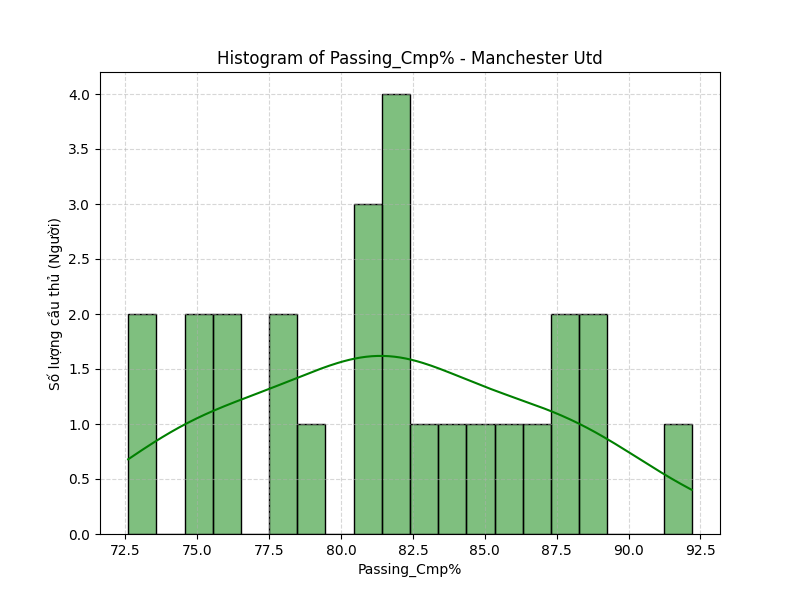 Histogram of Passing_Cmp% - Manchester Utd
4.0
3.5
3.0
2.5
2.0
1.5
1.0
0.5
0.0
Số lượng cầu thủ (Người)
72.5 75.0 77.5 80.0 82.5 85.0 87.5 90.0 92.5
Passing_Cmp%